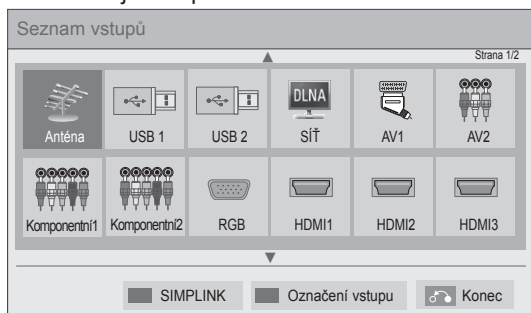 Seznam vstupů
Strana 1/2
DLNA
Anténa USB 1 USB 2 SÍŤ AV1 AV2
Komponentní1 Komponentní2 RGB HDMI1 HDMI2 HDMI3
SIMPLINK Označení vstupu Konec